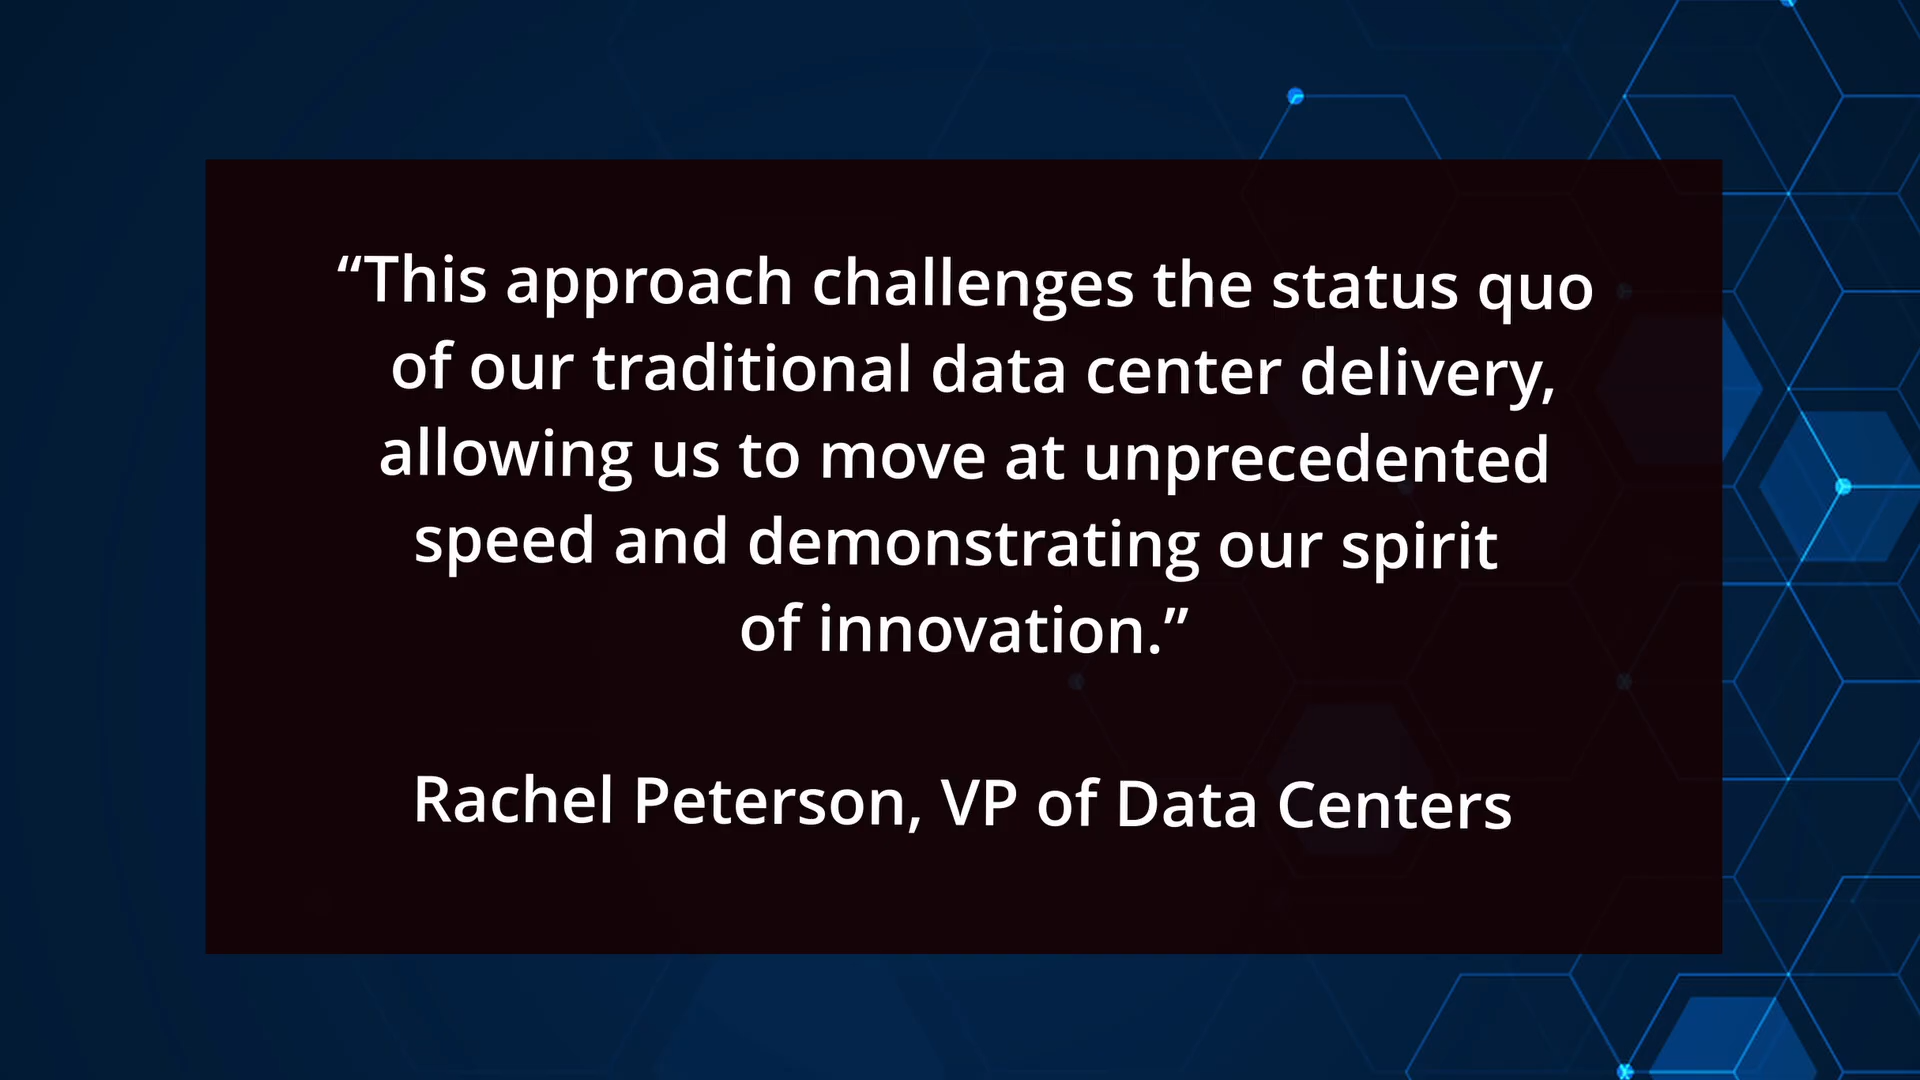 “This approach challenges the status quo
of our traditional data center delivery,
allowing us to move at unprecedented
speed and demonstrating our spirit
of innovation.”
Rachel Peterson, VP of Data Centers